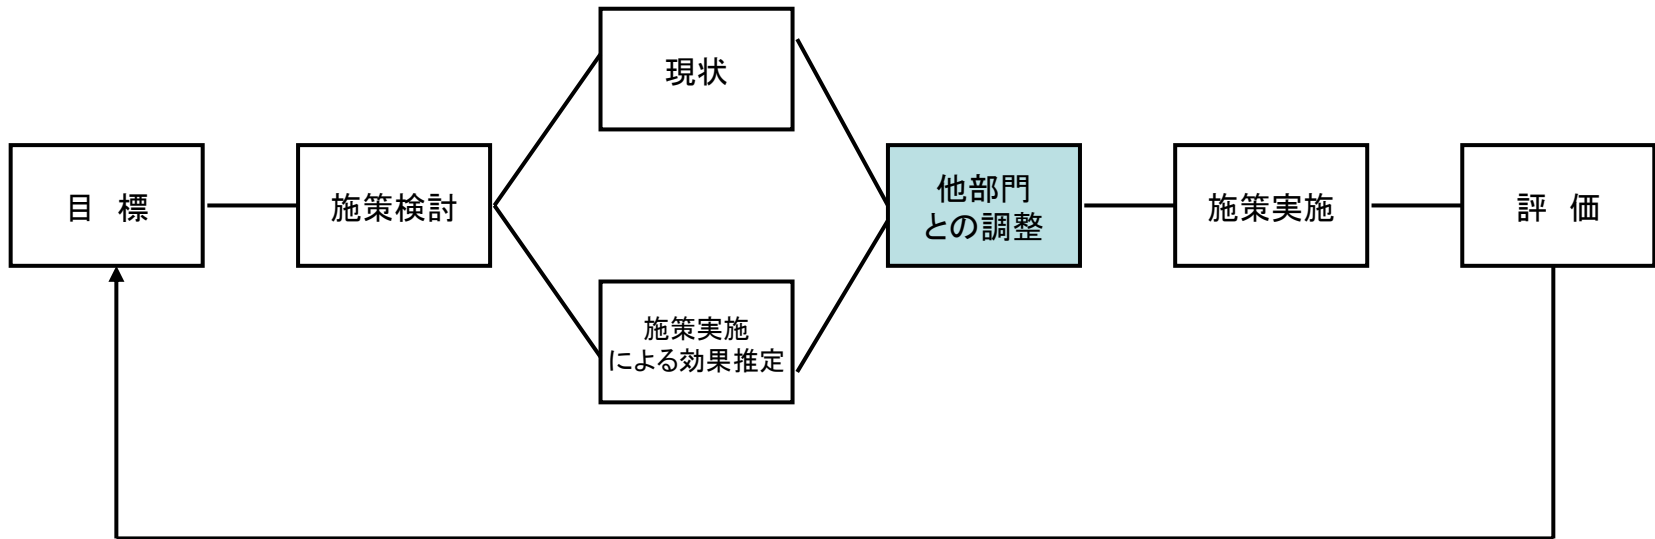 現状
目 標
施策検討
他部門
との調整
施策実施
評 価
施策実施
による効果推定